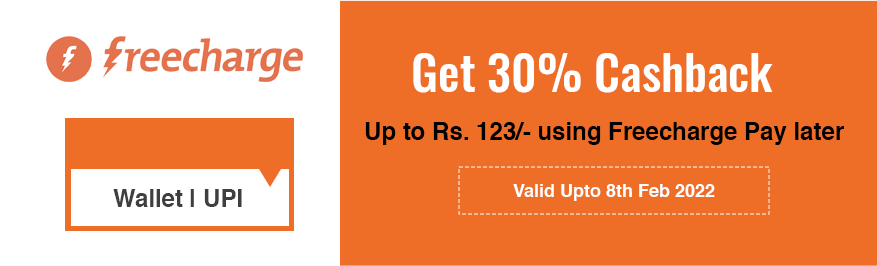 freecharge
Wallet | UPI
Get 30% Cashback
Up to Rs. 123/- using Freecharge Pay later
Valid Upto 8th Feb 2022